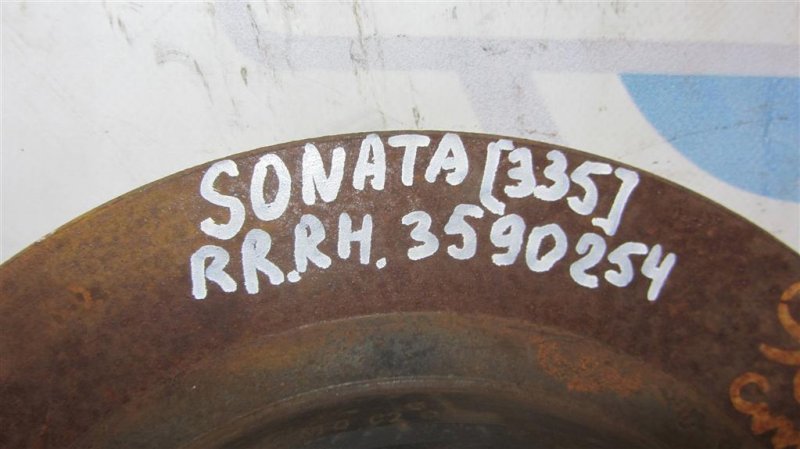 SONATA [335]
RR.RH. 3590254